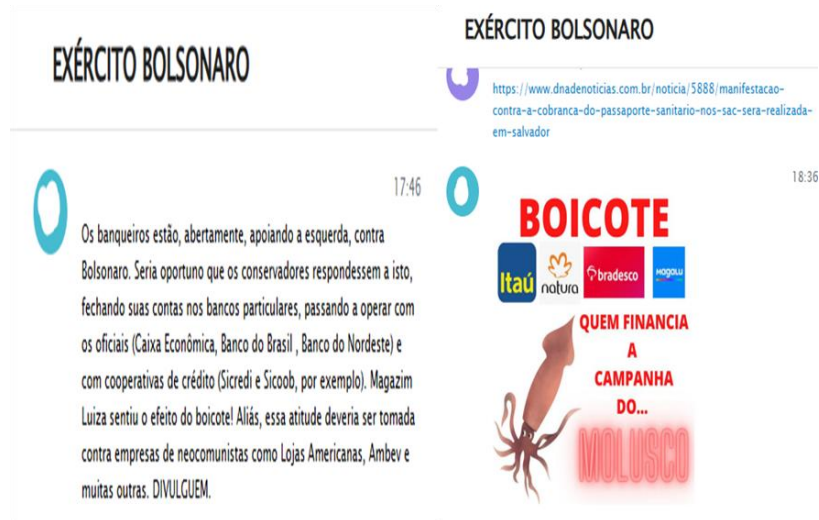 EXÉRCITO BOLSONARO
17:46
Os banqueiros estão, abertamente, apoiando a esquerda, contra
Bolsonaro. Seria oportuno que os conservadores respondessem a isto,
fechando suas contas nos bancos particulares, passando a operar com
os oficiais (Caixa Econômica, Banco do Brasil , Banco do Nordeste) e
com cooperativas de crédito (Sicredi e Sicoob, por exemplo). Magazim
Luiza sentiu o efeito do boicote! Aliás, essa atitude deveria ser tomada
contra empresas de neocomunistas como Lojas Americanas, Ambev e
muitas outras. DIVULGUEM.
EXÉRCITO BOLSONARO
https://www.dnadenoticias.com.br/noticia/5888/manifestacao-
contra-a-cobranca-do-passaporte-sanitario-nos-sac-sera-realizada-
em-salvador
18:36
BOICOTE
Itaú natura bradesco Magalu
QUEM FINANCIA
A
CAMPANHA
DO...
MOLUSCO